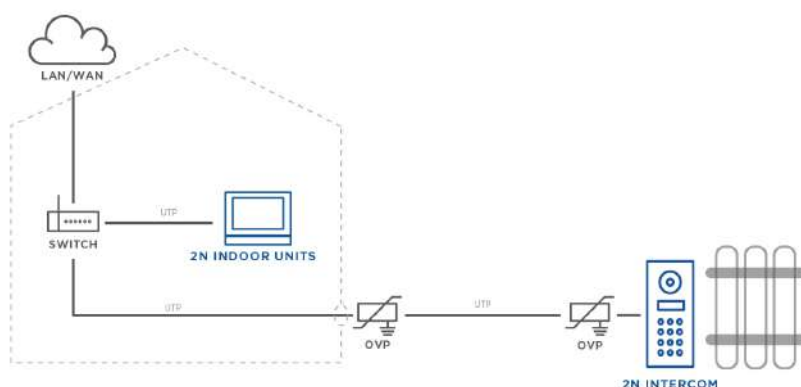 LAN/WAN
UTP
SWITCH
2N INDOOR UNITS
UTP
UTP
OVP
OVP
2N INTERCOM